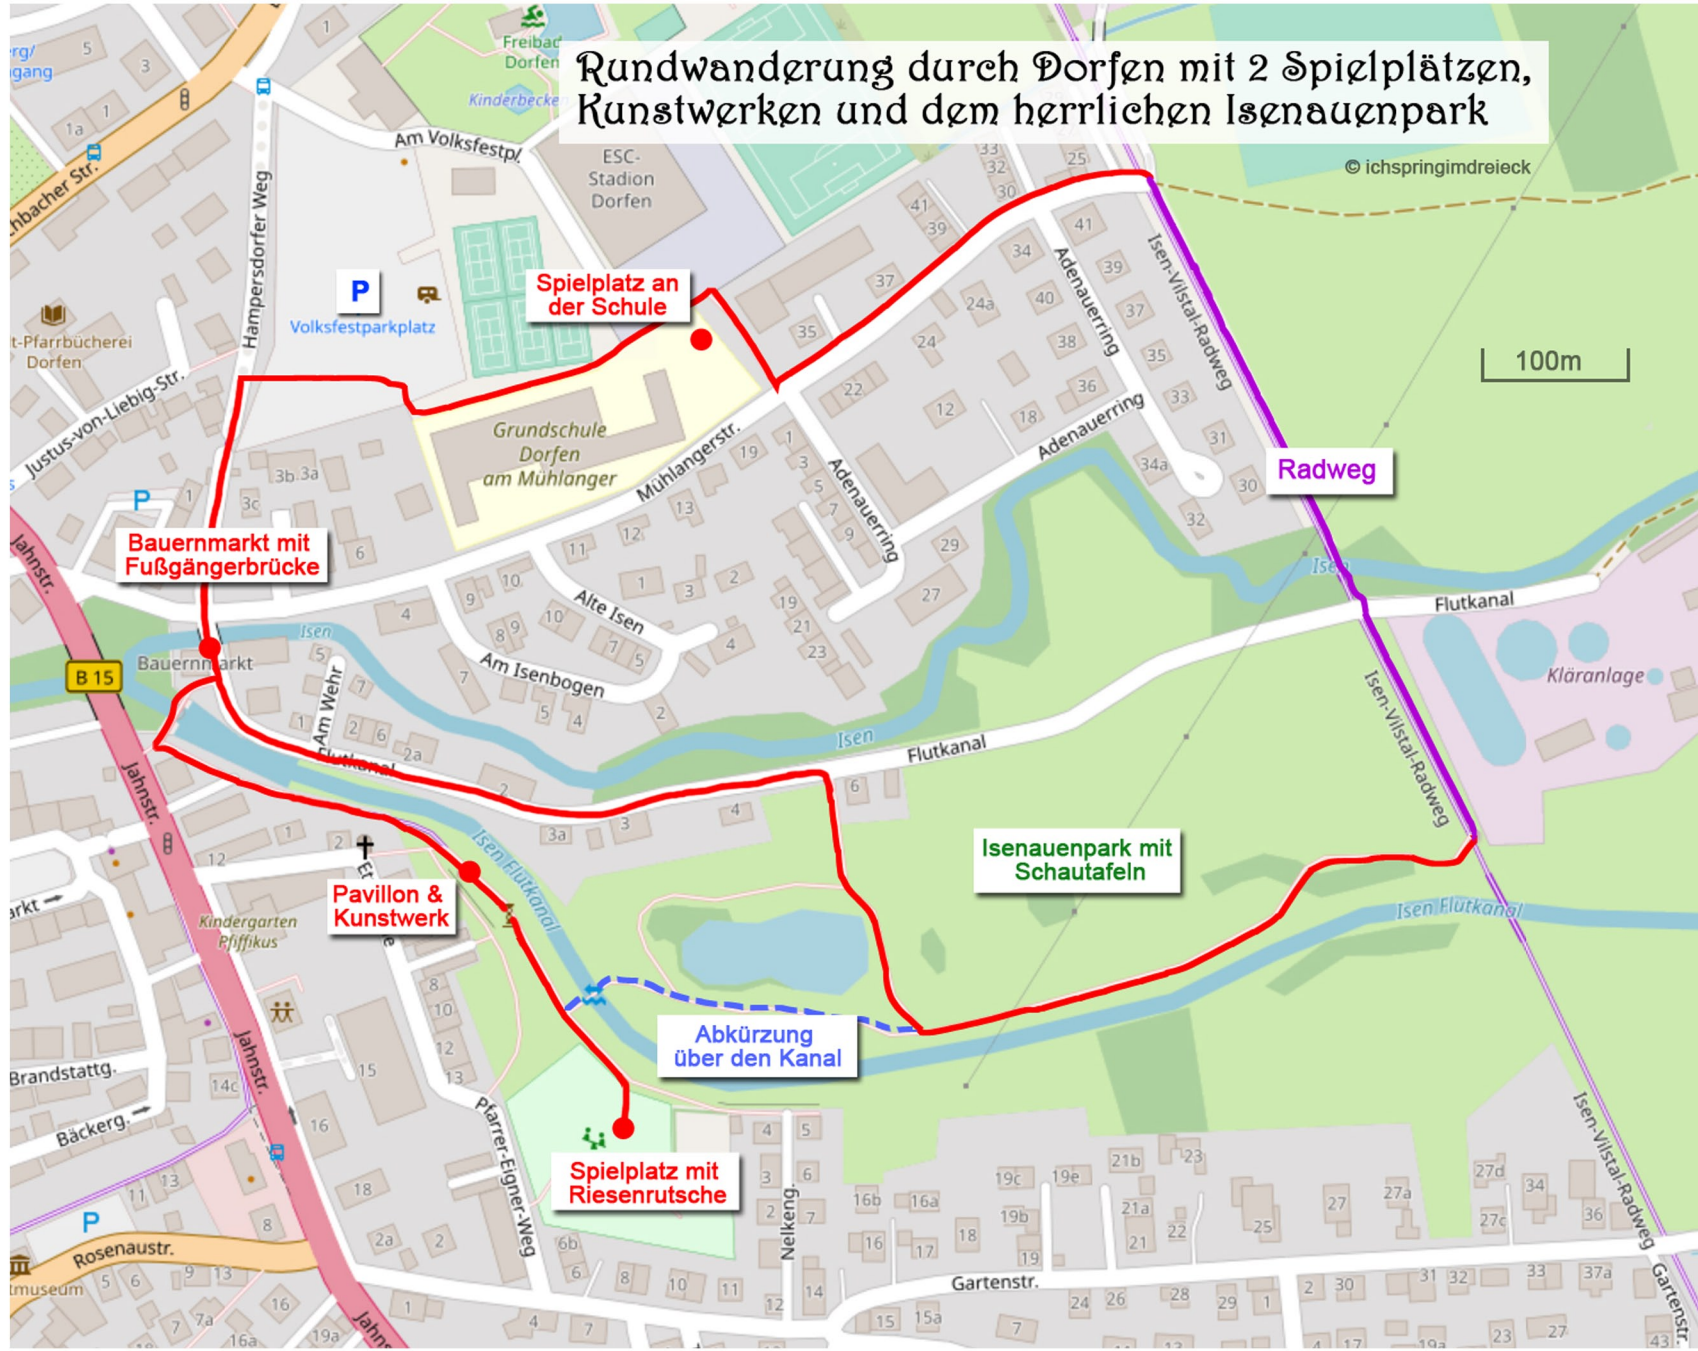 Rundwanderung durch Dorfen mit 2 Spielplätzen,
Kunstwerken und dem herrlichen Isenauenpark
© ichspringimdreieck
100m
Freibad
Dorfen
Kinderbecken
Am Volksfestpl.
ESC-
Stadion
Dorfen
Hampersdorfer Weg
P
Volksfestparkplatz
Spielplatz an
der Schule
Pfarrbücherei
Dorfen
Justus-von-Liebig-Str.
Grundschule
Dorfen
am Mühlanger
Mühlangerstr.
Adenauerring
Adenauerring
Adenauerring
Isen-Vilstal-Radweg
Radweg
P
Bauernmarkt mit
Fußgängerbrücke
Jahnstr.
Alte Isen
Am Isenbogen
Isen
Isen
Isen
Bauernmarkt
B 15
Am Wehr
Flutkanal
Flutkanal
Flutkanal
Kläranlage
Isen-Vilstal-Radweg
Jahnstr.
Isen Flutkanal
Isen Flutkanal
Pavillon &
Kunstwerk
Isenauenpark mit
Schautafeln
Kindergarten
Pfiffikus
Abkürzung
über den Kanal
Jahnstr.
Brandstattg.
Bäckerg.
Pfarrer-Eigner-Weg
Spielplatz mit
Riesenrutsche
Nelkeng.
Isen-Vilstal-Radweg
P
Rosenaustr.
Gartenstr.
Gartenstr.